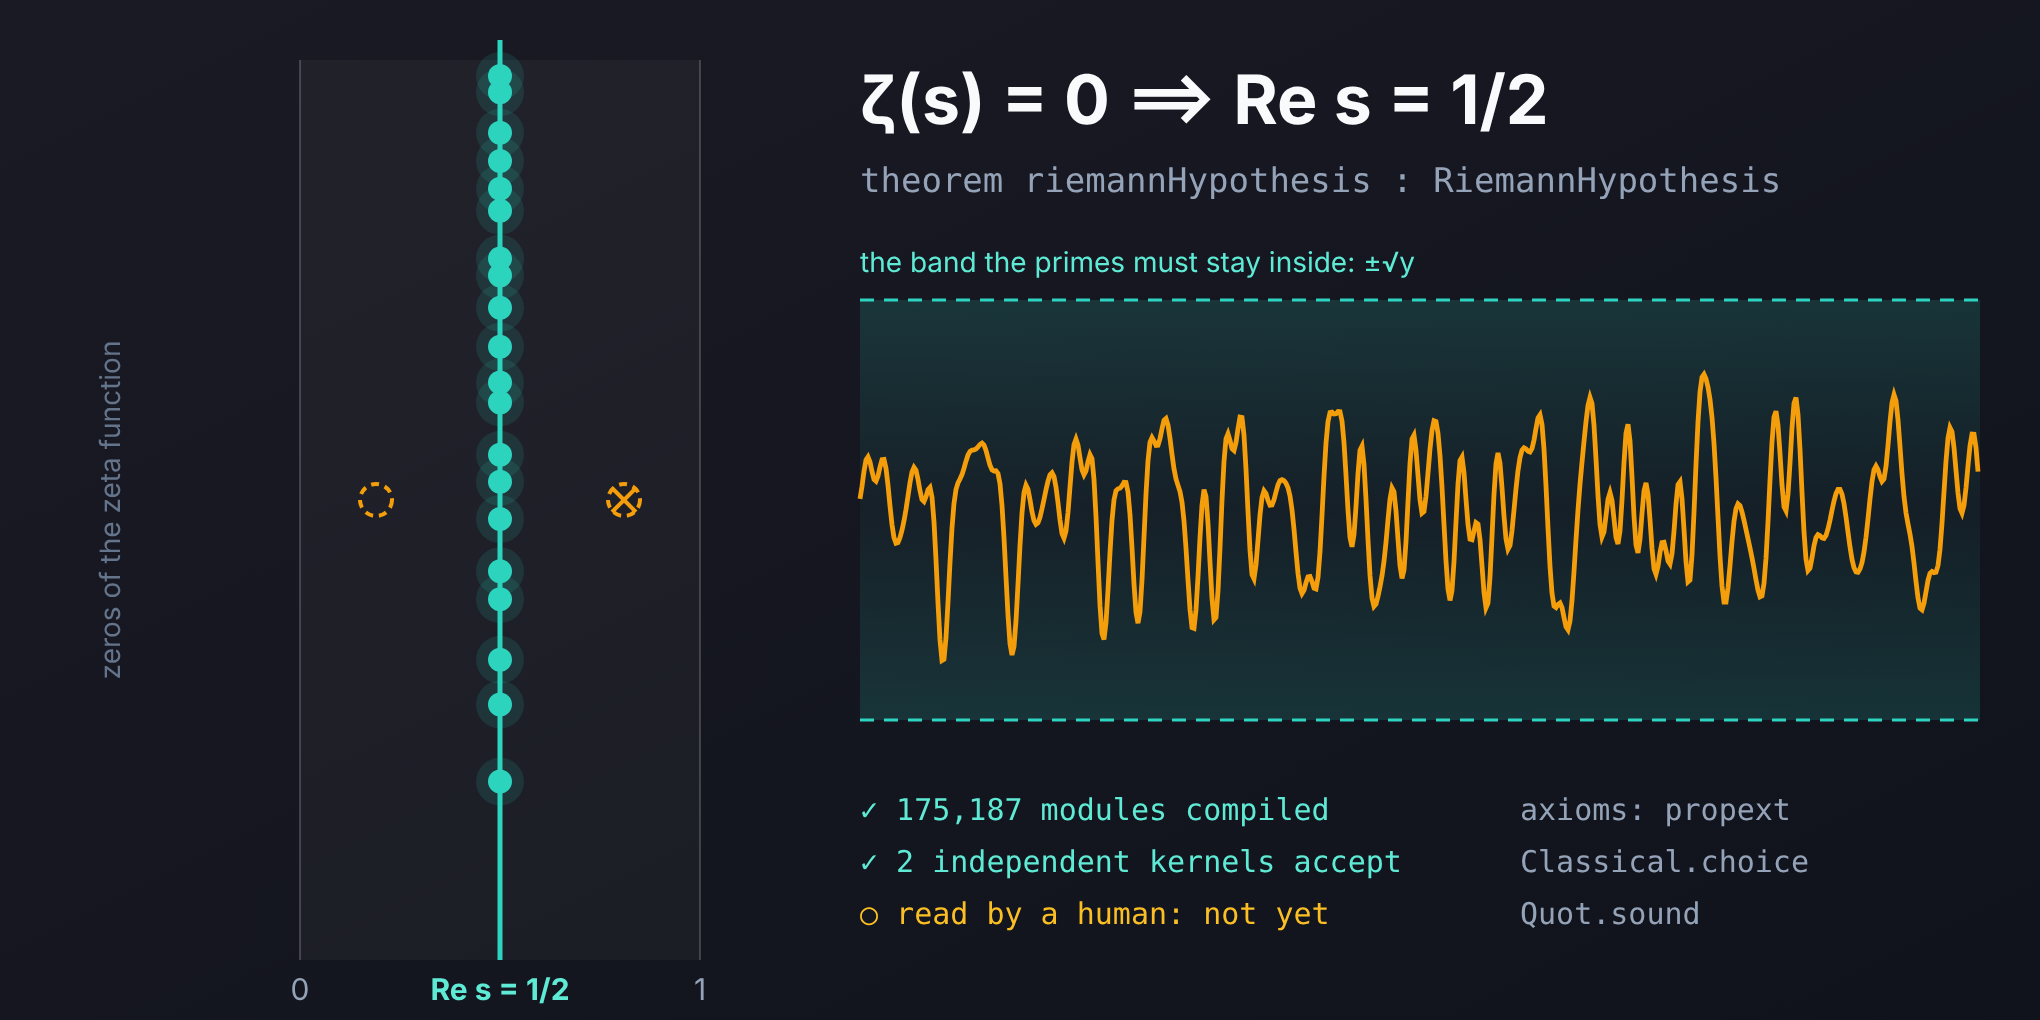 zeros of the zeta function
0
Re s = 1/2
1
ζ(s) = 0 ⟹ Re s = 1/2
theorem riemannHypothesis : RiemannHypothesis
the band the primes must stay inside: ±√y
✓ 175,187 modules compiled
✓ 2 independent kernels accept
○ read by a human: not yet
axioms: propext
Classical.choice
Quot.sound